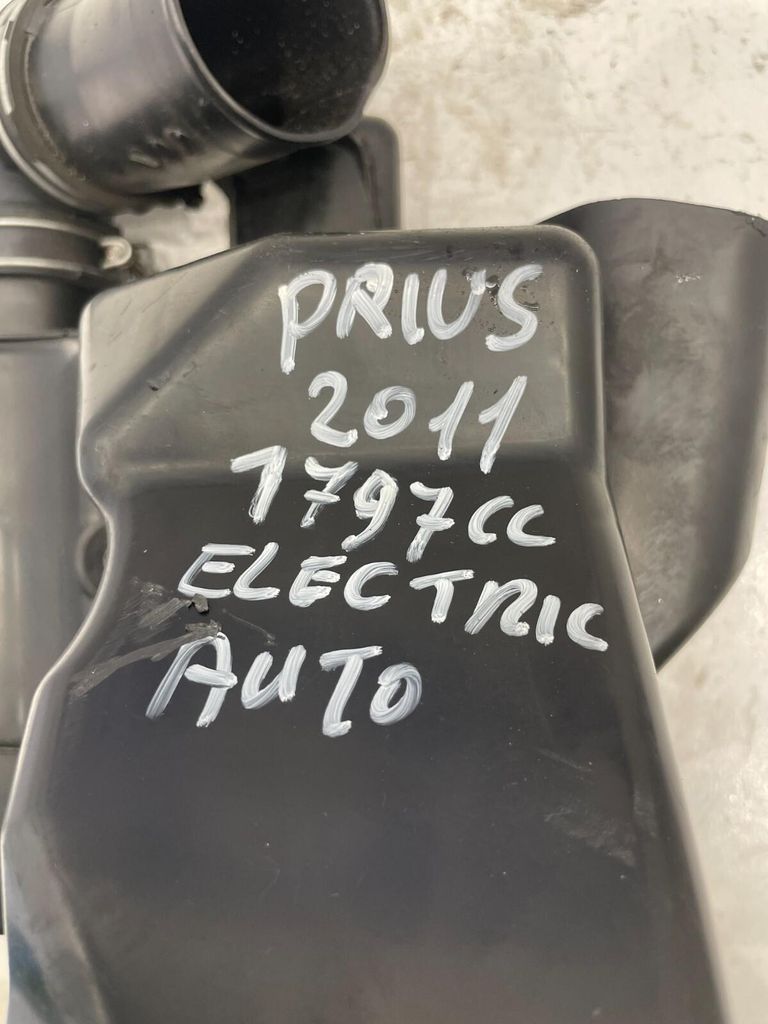 PRIUS
2011
1797CC
ELECTRIC
AUTO